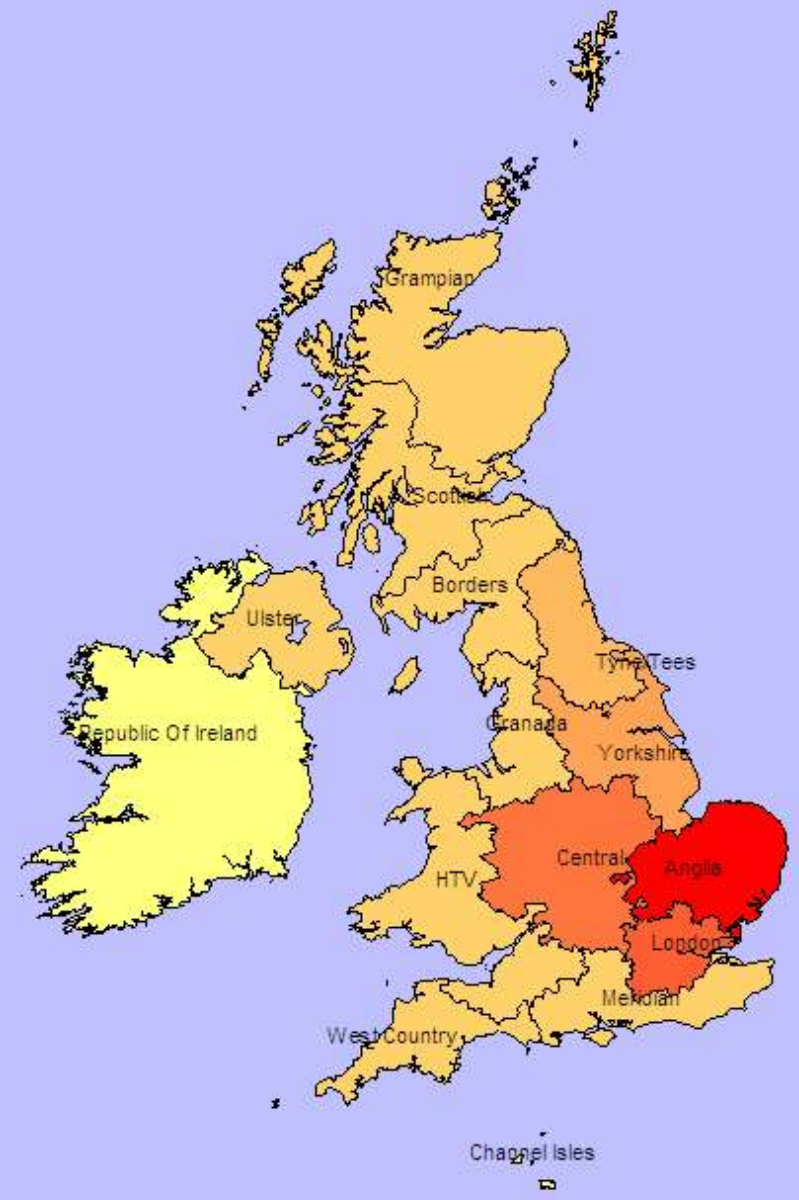 Grampian
Scottish
Borders
Ulster
Tyne/Tees
Granada
Republic Of Ireland
Yorkshire
Central
Anglia
HTV
London
Meridian
West Country
Channel Isles